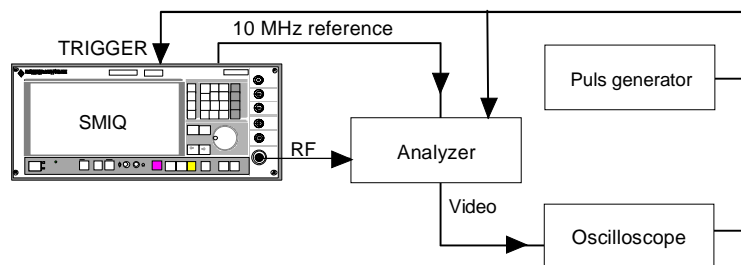 10 MHz reference
TRIGGER
Puls generator
SMIQ
RF
Analyzer
Video
Oscilloscope